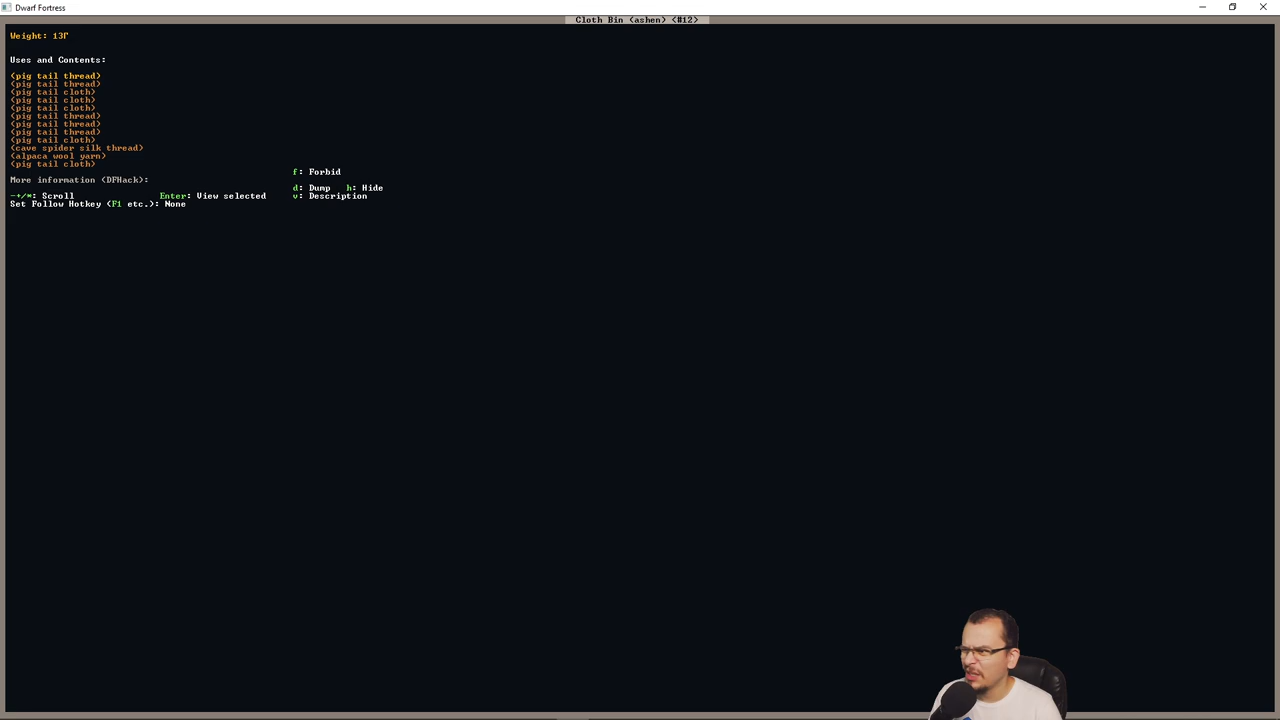 Dwarf Fortress
Cloth Bin (ashen) <#12>
Weight: 13Γ
Uses and Contents:
(pig tail thread)
(pig tail thread)
(pig tail cloth)
(pig tail cloth)
(pig tail cloth)
(pig tail thread)
(pig tail thread)
(pig tail thread)
(pig tail cloth)
(cave spider silk thread)
(alpaca wool yarn)
(pig tail cloth)
f: Forbid
More information (DFHack):
d: Dump h: Hide
-+/*: Scroll Enter: View selected v: Description
Set Follow Hotkey (F1 etc.): None